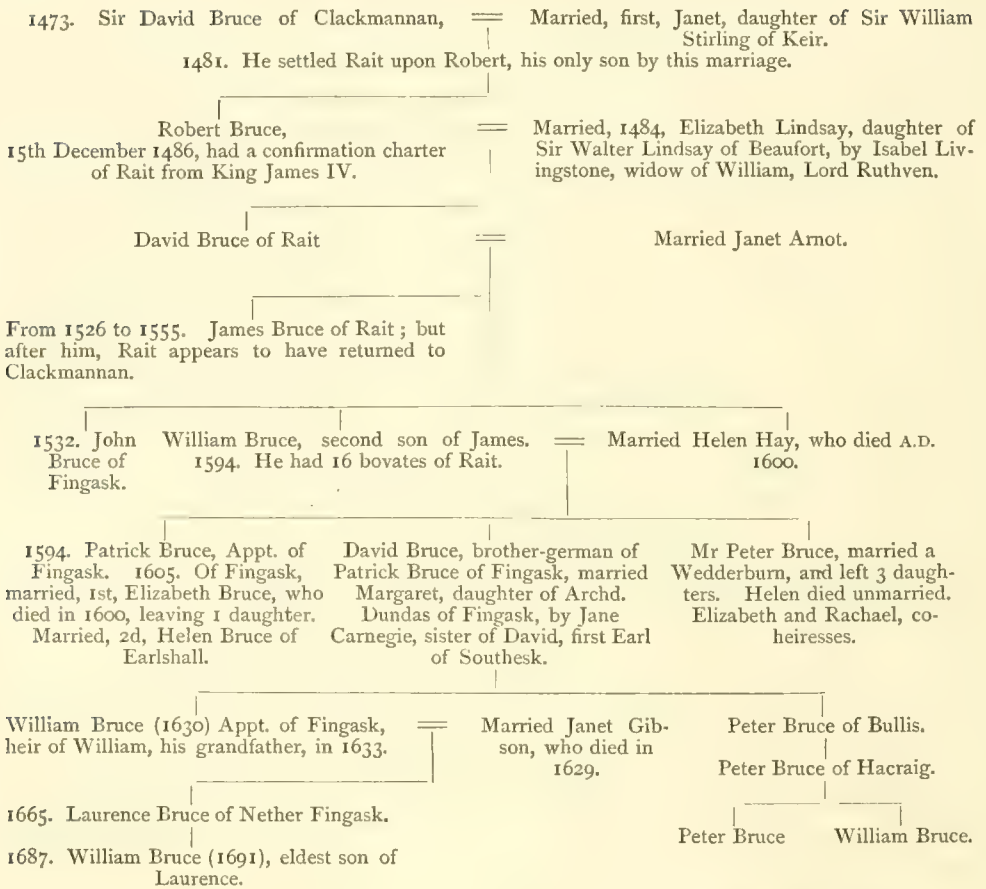 1473. Sir David Bruce of Clackmannan, = Married, first, Janet, daughter of Sir William
Stirling of Keir.
1481. He settled Rait upon Robert, his only son by this marriage.
Robert Bruce,
15th December 1486, had a confirmation charter
of Rait from King James IV.
=
Married, 1484, Elizabeth Lindsay, daughter of
Sir Walter Lindsay of Beaufort, by Isabel Liv-
ingstone, widow of William, Lord Ruthven.
David Bruce of Rait = Married Janet Arnot.
From 1526 to 1555. James Bruce of Rait ; but
after him, Rait appears to have returned to
Clackmannan.
1532. John
Bruce of
Fingask.
William Bruce, second son of James.
1594. He had 16 bovates of Rait.
=
Married Helen Hay, who died A.D.
1600.
1594. Patrick Bruce, Appt. of
Fingask. 1605. Of Fingask,
married, 1st, Elizabeth Bruce, who
died in 1600, leaving 1 daughter.
Married, 2d, Helen Bruce of
Earlshall.
David Bruce, brother-german of
Patrick Bruce of Fingask, married
Margaret, daughter of Archd.
Dundas of Fingask, by Jane
Carnegie, sister of David, first Earl
of Southesk.
Mr Peter Bruce, married a
Wedderburn, and left 3 daugh-
ters. Helen died unmarried.
Elizabeth and Rachael, co-
heiresses.
William Bruce (1630) Appt. of Fingask,
heir of William, his grandfather, in 1633.
=
Married Janet Gib-
son, who died in
1629.
Peter Bruce of Bullis.
Peter Bruce of Hacraig.
Peter Bruce William Bruce.
1665. Laurence Bruce of Nether Fingask.
1687. William Bruce (1691), eldest son of
Laurence.